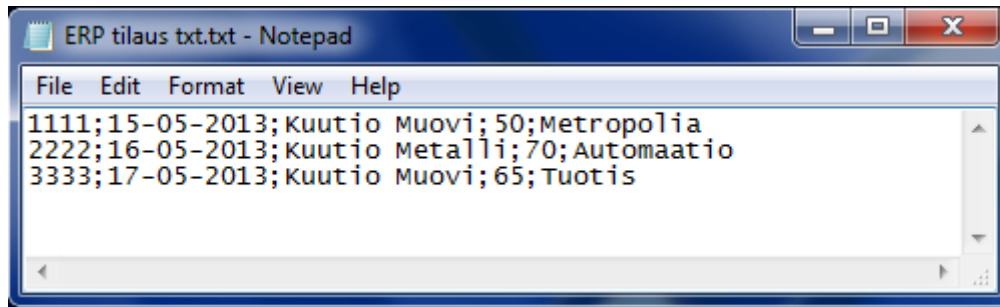 ERP tilaus txt.txt - Notepad
File Edit Format View Help
1111;15-05-2013;Kuutio Muovi;50;Metropolia
2222;16-05-2013;Kuutio Metalli;70;Automaatio
3333;17-05-2013;Kuutio Muovi;65;Tuotis